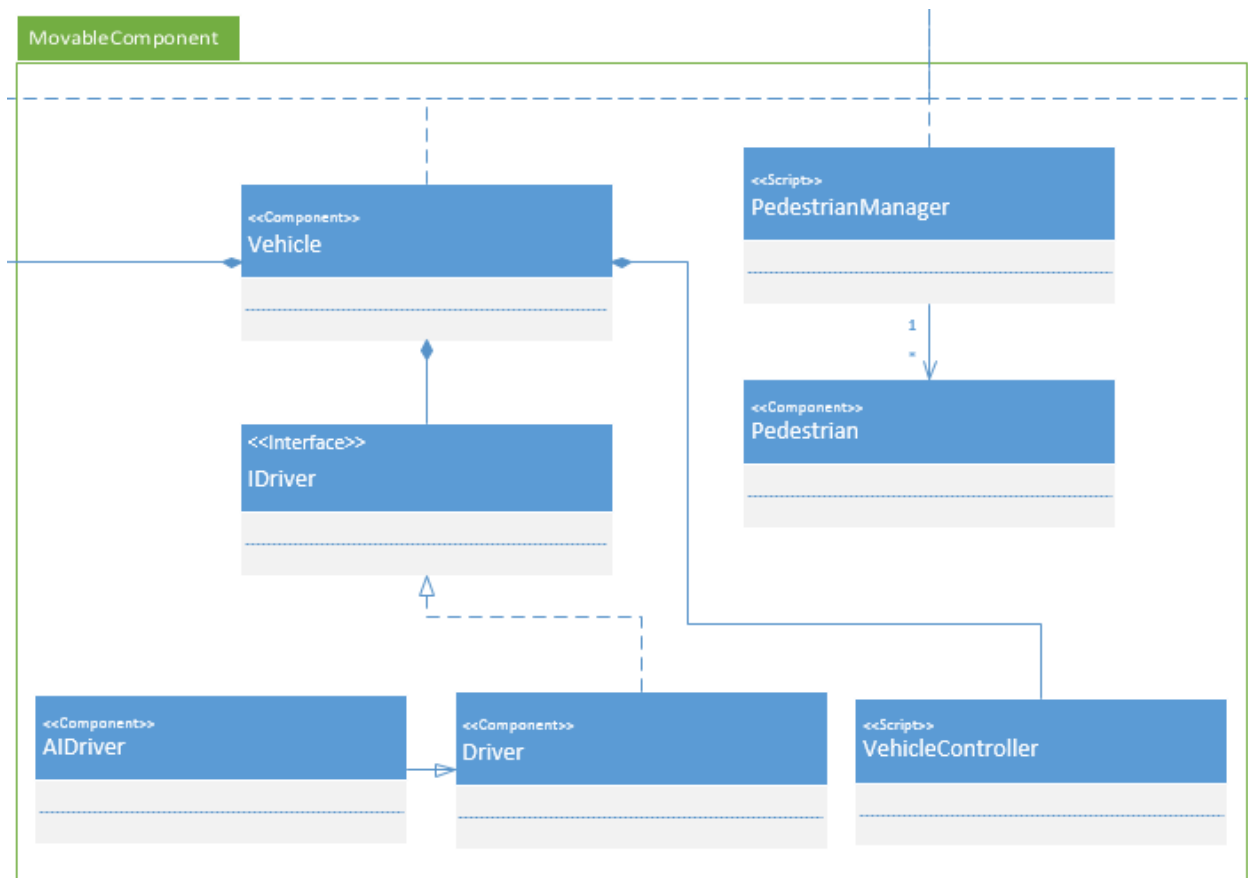 MovableComponent
<<Component>>
Vehicle
<<Script>>
PedestrianManager
1
*
<<Component>>
Pedestrian
<<Interface>>
IDriver
<<Component>>
AIDriver
<<Component>>
Driver
<<Script>>
VehicleController